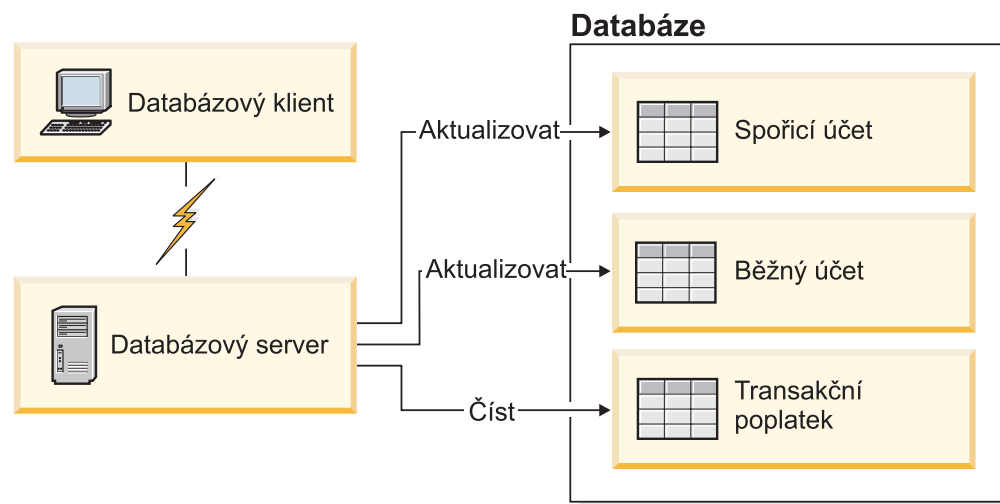 Databáze
Databázový klient
Aktualizovat
Spořicí účet
Aktualizovat
Běžný účet
Databázový server
Číst
Transakční
poplatek